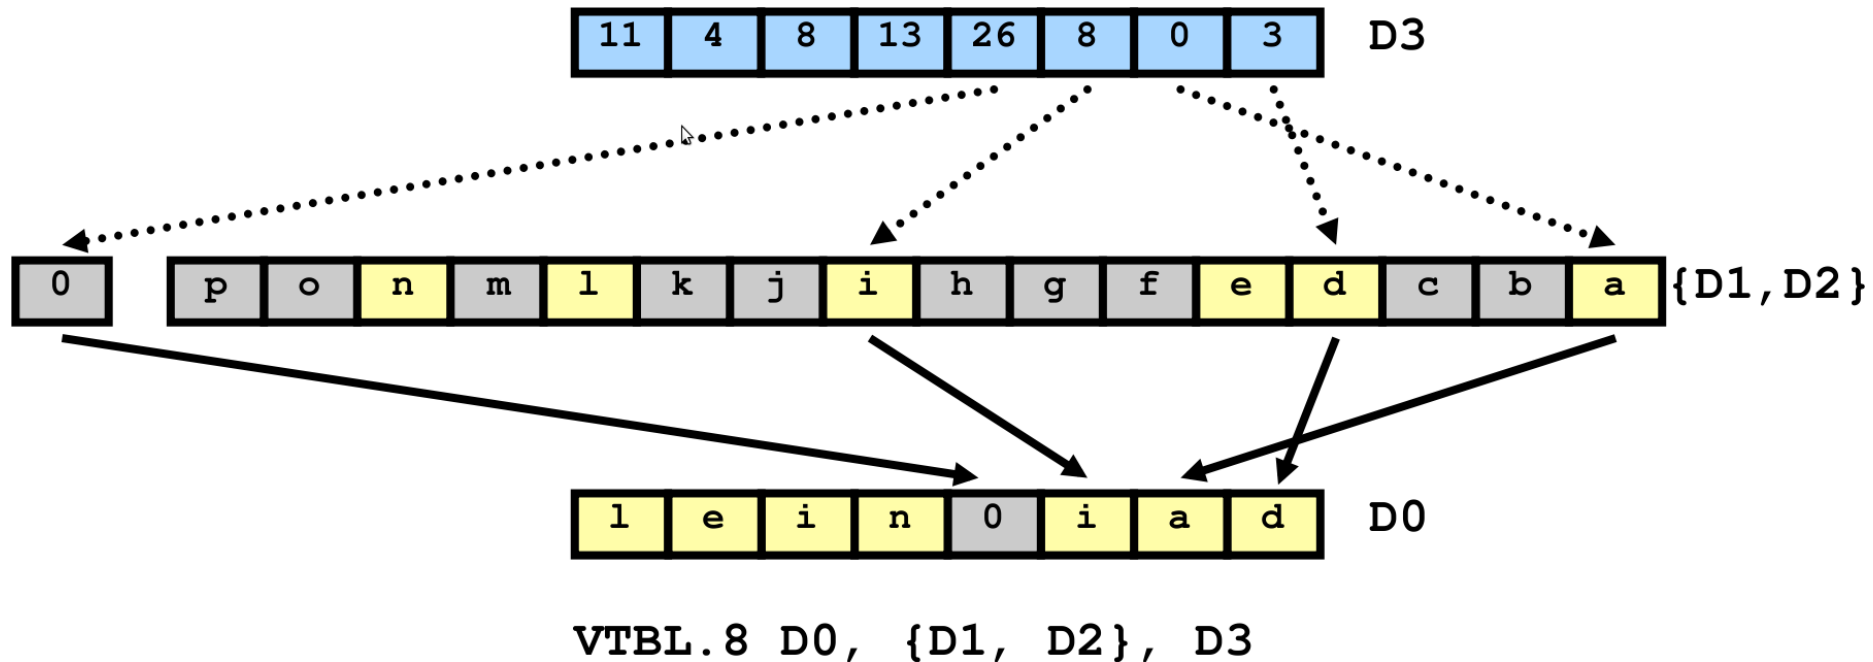 11 4 8 13 26 8 0 3 D3
0 p o n m l k j i h g f e d c b a {D1,D2}
l e i n 0 i a d D0
VTBL.8 D0, {D1, D2}, D3